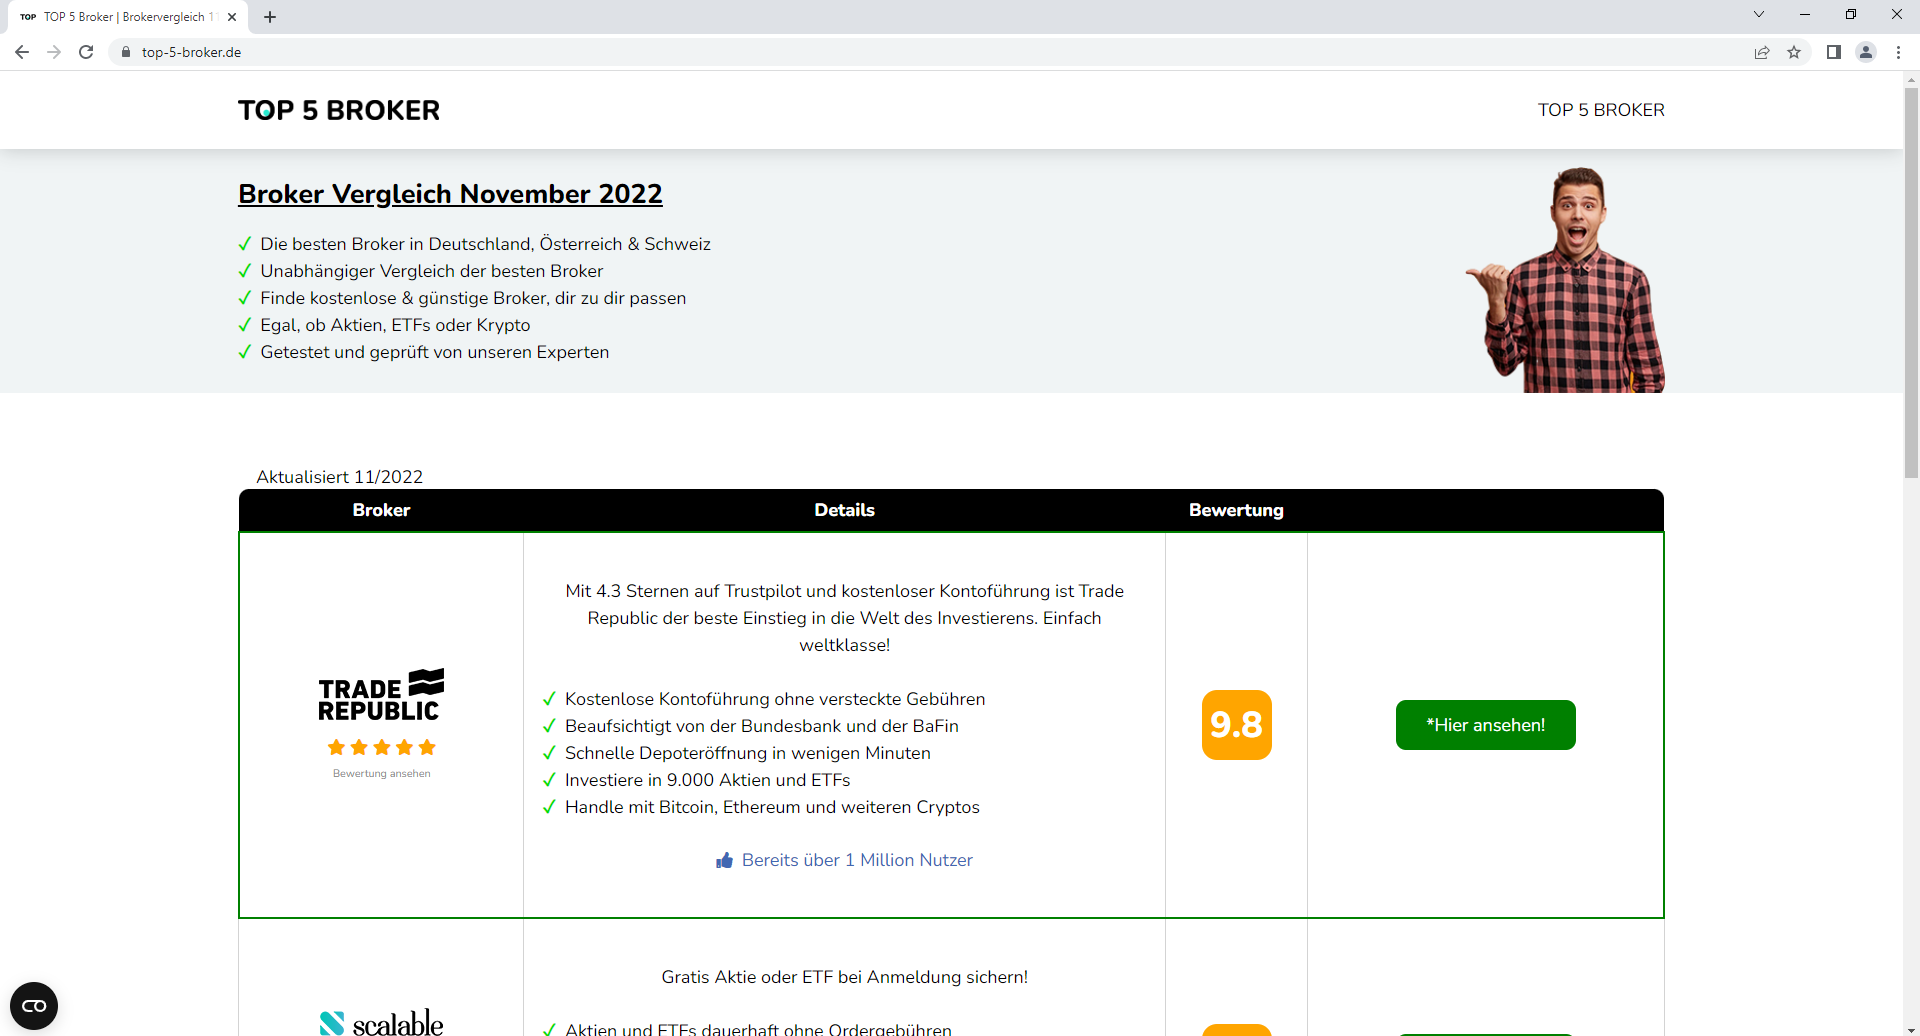 TOP TOP 5 Broker | Brokervergleich 1
top-5-broker.de
TOP 5 BROKER
TOP 5 BROKER
Broker Vergleich November 2022
✓ Die besten Broker in Deutschland, Österreich & Schweiz
✓ Unabhängiger Vergleich der besten Broker
✓ Finde kostenlose & günstige Broker, dir zu dir passen
✓ Egal, ob Aktien, ETFs oder Krypto
✓ Getestet und geprüft von unseren Experten
Aktualisiert 11/2022
Broker Details Bewertung
TRADE
REPUBLIC
Bewertung ansehen
Mit 4.3 Sternen auf Trustpilot und kostenloser Kontoführung ist Trade
Republic der beste Einstieg in die Welt des Investierens. Einfach
weltklasse!
✓ Kostenlose Kontoführung ohne versteckte Gebühren
✓ Beaufsichtigt von der Bundesbank und der BaFin
✓ Schnelle Depoteröffnung in wenigen Minuten
✓ Investiere in 9.000 Aktien und ETFs
✓ Handle mit Bitcoin, Ethereum und weiteren Cryptos
Bereits über 1 Million Nutzer
9.8
*Hier ansehen!
scalable
Gratis Aktie oder ETF bei Anmeldung sichern!
✓ Aktien und ETFs dauerhaft ohne Ordergebühren